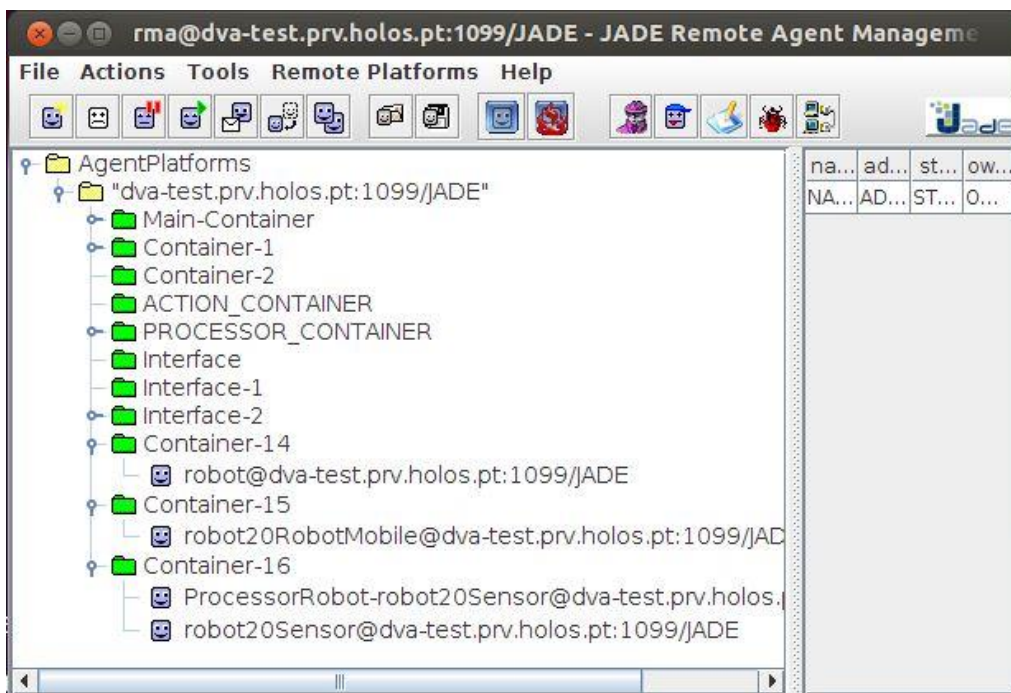 rma@dva-test.prv.holos.pt:1099/JADE - JADE Remote Agent Manageme
File Actions Tools Remote Platforms Help
Jade
AgentPlatforms
"dva-test.prv.holos.pt:1099/JADE"
Main-Container
Container-1
Container-2
ACTION_CONTAINER
PROCESSOR_CONTAINER
Interface
Interface-1
Interface-2
Container-14
robot@dva-test.prv.holos.pt:1099/JADE
Container-15
robot20RobotMobile@dva-test.prv.holos.pt:1099/JAD
Container-16
ProcessorRobot-robot20Sensor@dva-test.prv.holos.
robot20Sensor@dva-test.prv.holos.pt:1099/JADE
na... ad... st... ow...
NA... AD... ST... O...